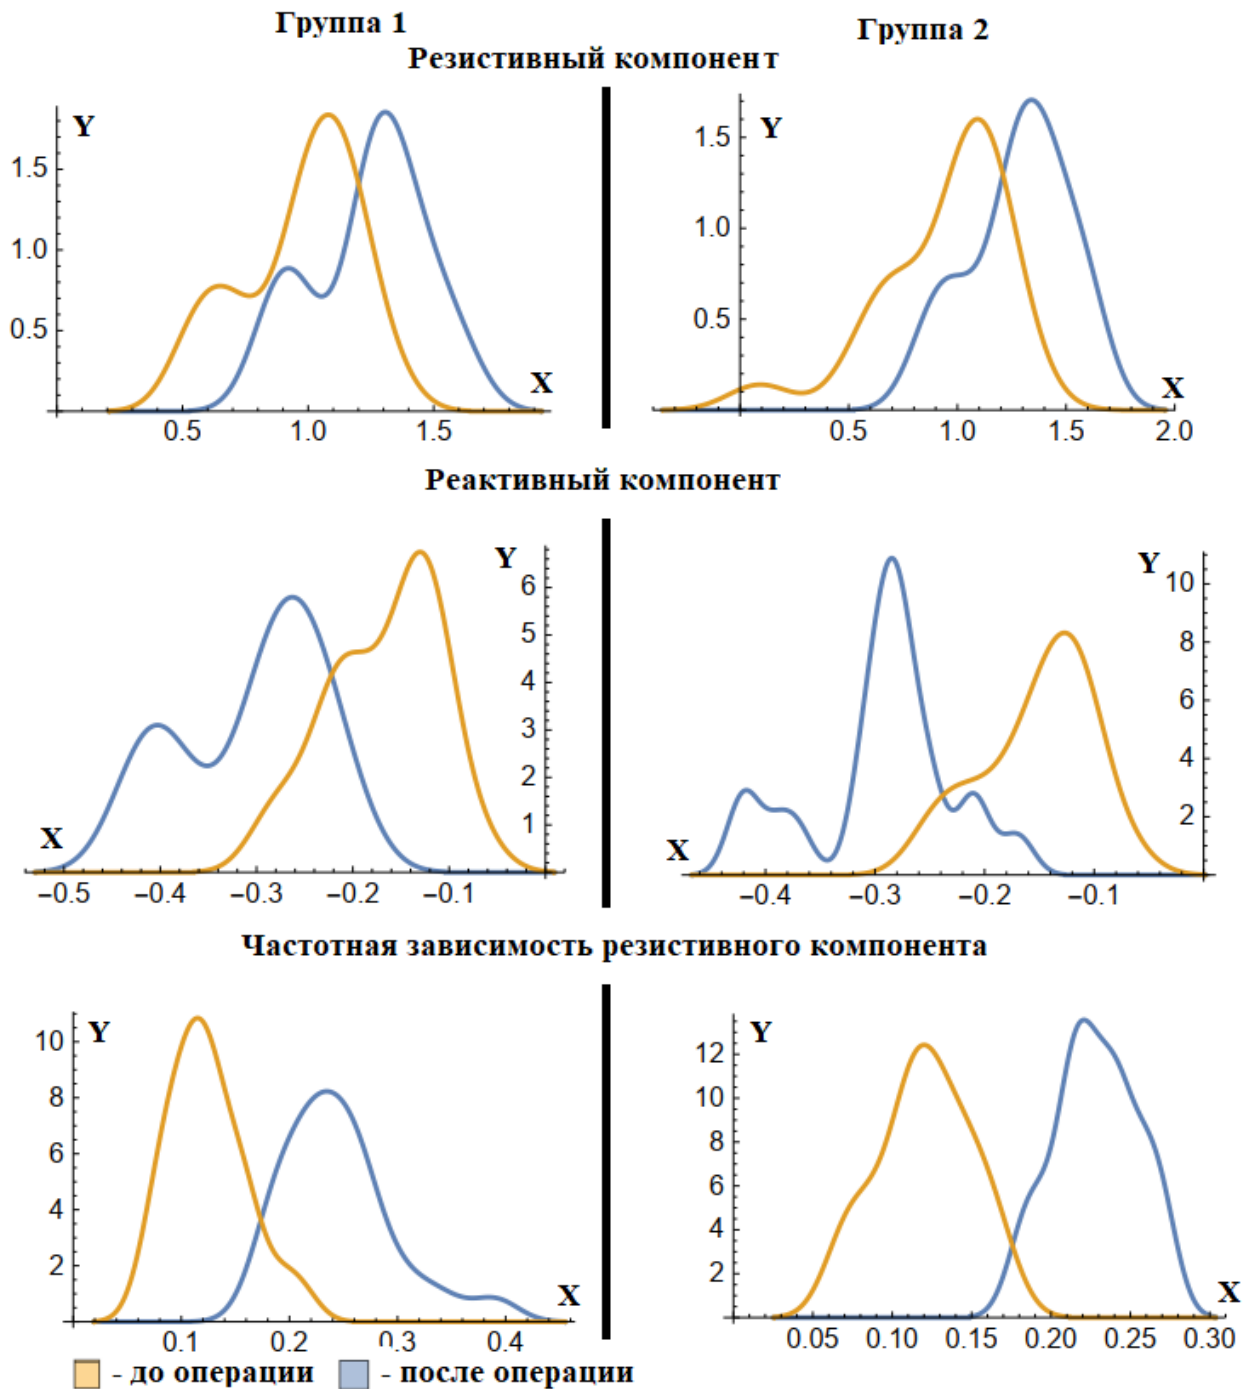 Группа 1
Группа 2
Резистивный компонент
Y
1.5
1.0
0.5
X
0.5 1.0 1.5
Y
1.5
1.0
0.5
X
0.5 1.0 1.5 2.0
Реактивный компонент
Y
6
5
4
3
2
1
X
−0.5 −0.4 −0.3 −0.2 −0.1
Y
10
8
6
4
2
X
−0.4 −0.3 −0.2 −0.1
Частотная зависимость резистивного компонента
Y
10
8
6
4
2
X
0.1 0.2 0.3 0.4
Y
12
10
8
6
4
2
X
0.05 0.10 0.15 0.20 0.25 0.30
- до операции - после операции